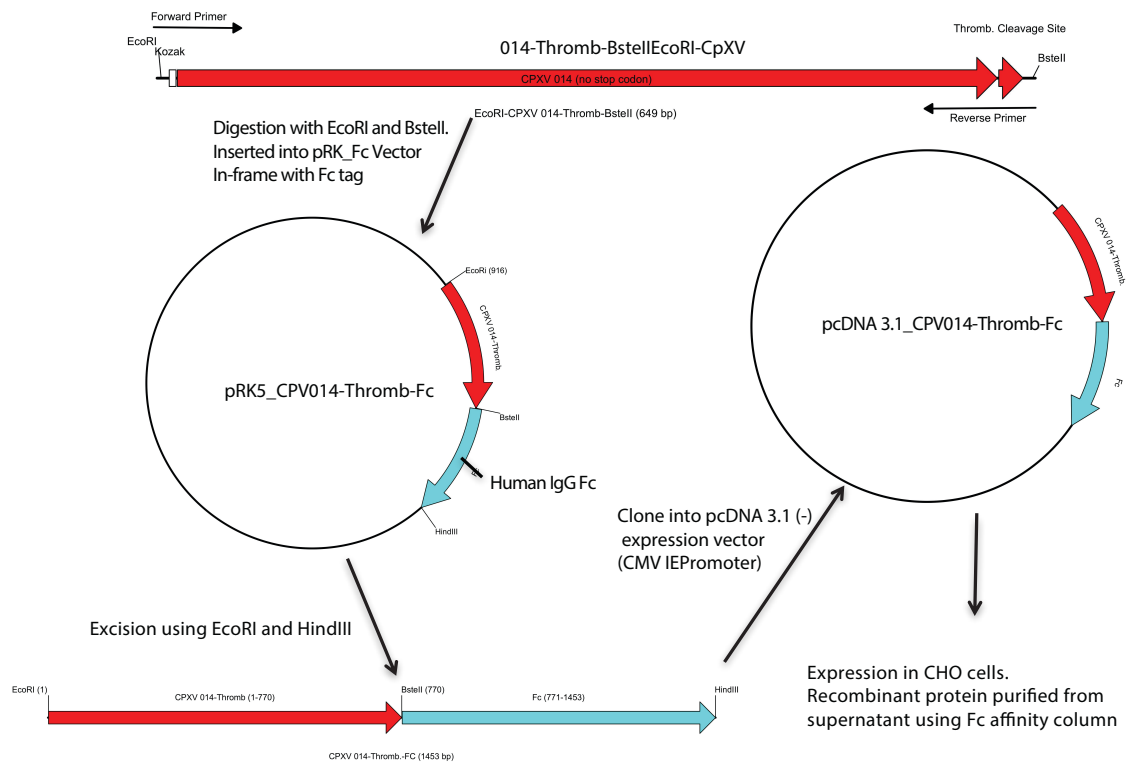 Forward Primer
EcoRI
Kozak
014-Thromb-BsteIIEcoRI-CpXV
Thromb. Cleavage Site
BsteII
CPXV 014 (no stop codon)
EcoRI-CPXV 014-Thromb-BsteII (649 bp)
Reverse Primer
Digestion with EcoRI and BsteII.
Inserted into pRK_Fc Vector
In-frame with Fc tag
EcoRi (916)
CPXV 014-Thromb
pRK5_CPV014-Thromb-Fc
BsteII
Human IgG Fc
HindIII
CPXV 014-Thromb.
pcDNA 3.1_CPV014-Thromb-Fc
Fc
Clone into pcDNA 3.1 (-)
expression vector
(CMV IEPromoter)
Excision using EcoRI and HindIII
EcoRI (1)
CPXV 014-Thromb (1-770)
BsteII (770)
Fc (771-1453)
HindIII
CPXV 014-Thromb.-FC (1453 bp)
Expression in CHO cells.
Recombinant protein purified from
supernatant using Fc affinity column